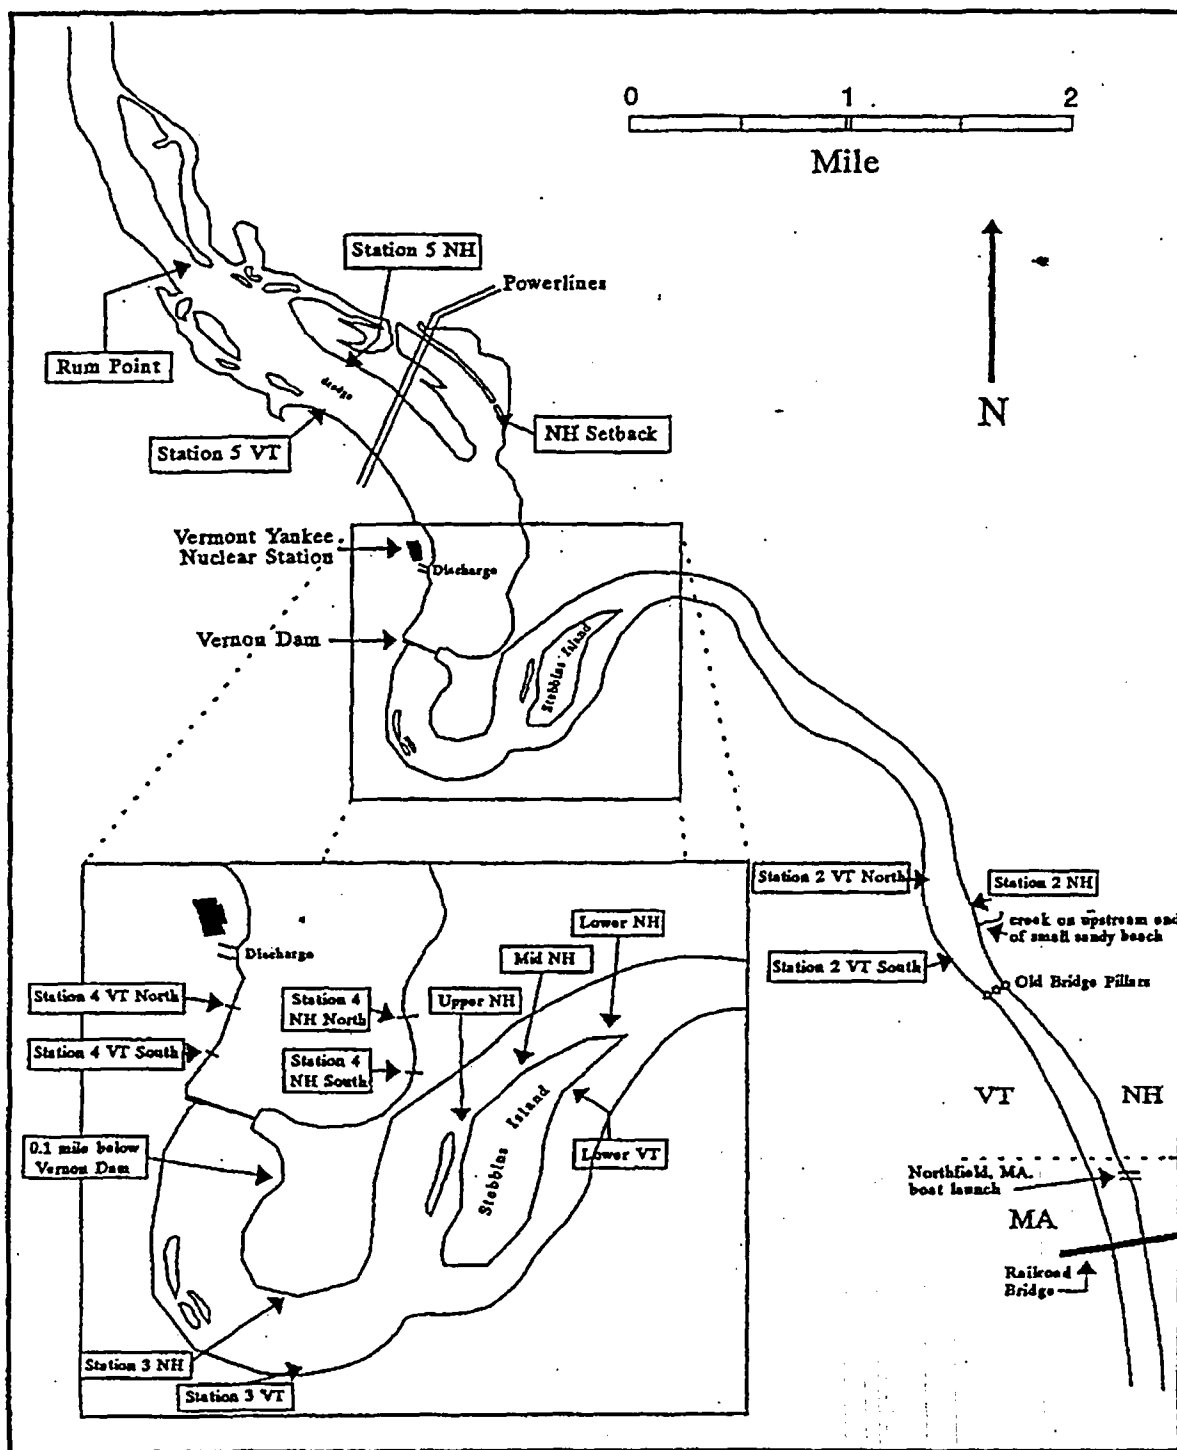 0 1 2
Mile
N
Station 5 NH
Powerlines
Rum Point
dredge
Station 5 VT
NH Setback
Vermont Yankee
Nuclear Station
Discharge
Vernon Dam
Stebbins Island
Station 2 VT North
Station 2 NH
creek on upstream end
of small sandy beach
Station 2 VT South
Old Bridge Pillars
VT
NH
Northfield, MA.
boat launch
MA
Railroad
Bridge
Discharge
Lower NH
Mid NH
Upper NH
Station 4 VT North
Station 4
NH North
Station 4 VT South
Station 4
NH South
Stebbins Island
0.1 mile below
Vernon Dam
Lower VT
Station 3 NH
Station 3 VT